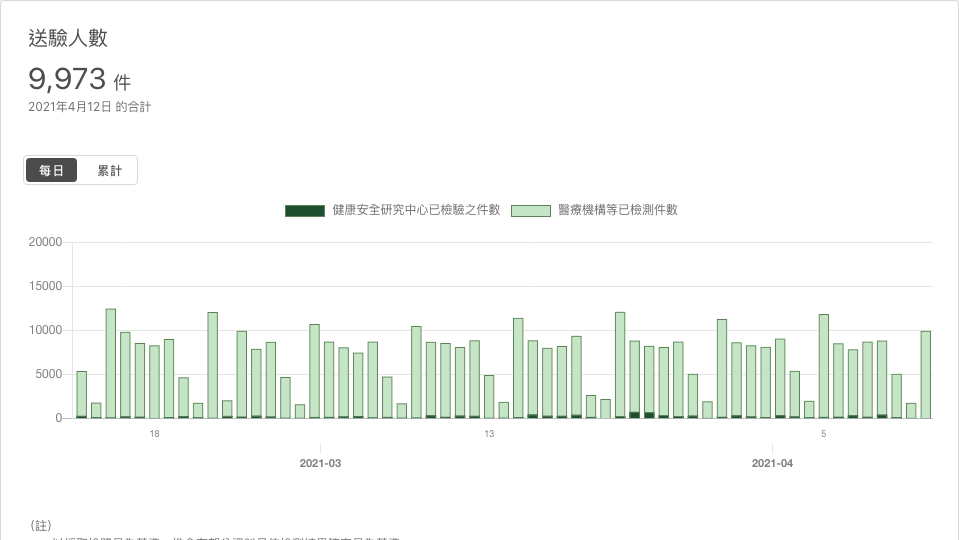 送驗人數
9,973 件
2021年4月12日 的合計
每日 累計
健康安全研究中心已檢驗之件數 醫療機構等已檢測件數
20000
15000
10000
5000
0
18 13 5
2021-03 2021-04
(註)